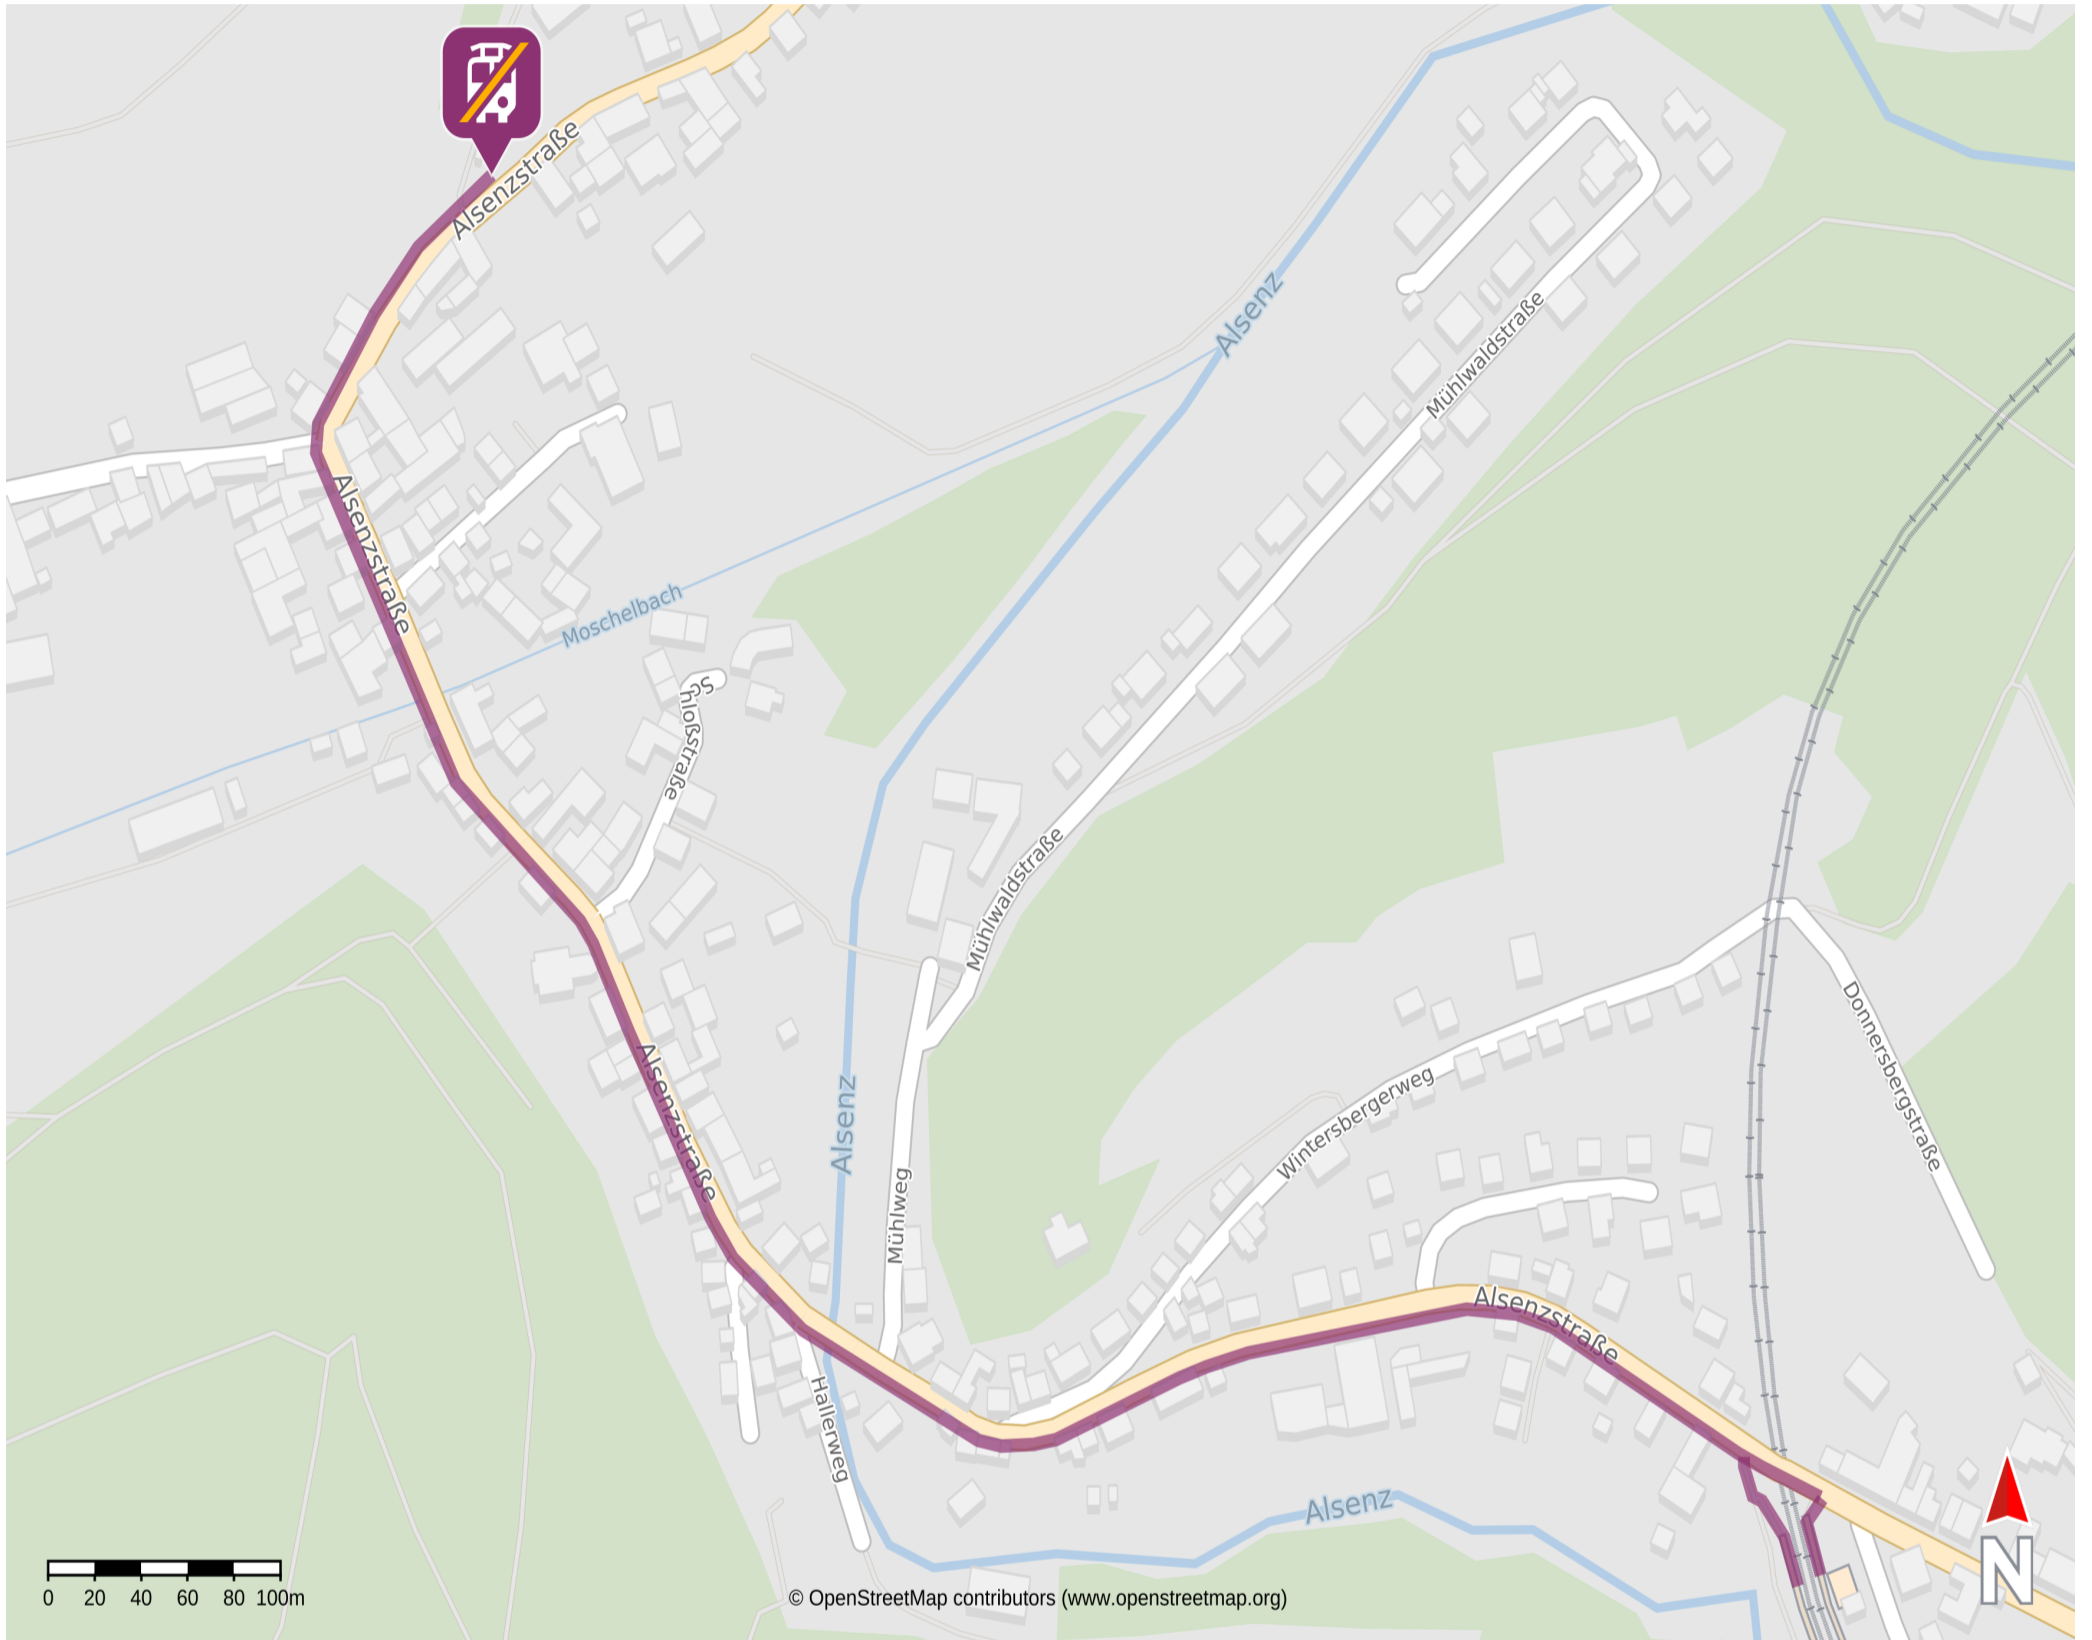 Alsenzstraße
Alsenz
Mühlwaldstraße
Alsenzstraße
Moschelbach
Schloßstraße
Mühlwaldstraße
Donnersbergstraße
Alsenzstraße
Alsenz
Wintersbergerweg
Mühlweg
Alsenzstraße
Hallerweg
Alsenz
N
0 20 40 60 80 100m
© OpenStreetMap contributors (www.openstreetmap.org)